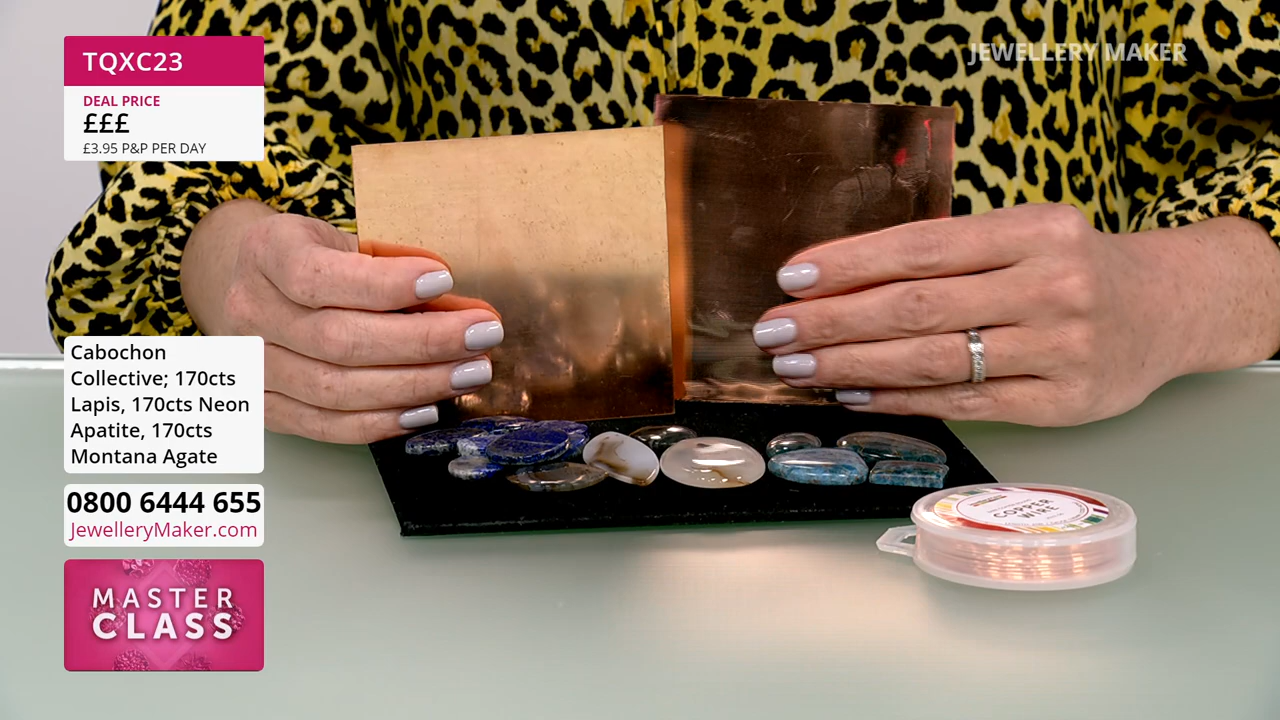 TQXC23
DEAL PRICE
£££
£3.95 P&P PER DAY
JEWELLERY MAKER
Cabochon
Collective; 170cts
Lapis, 170cts Neon
Apatite, 170cts
Montana Agate
0800 6444 655
JewelleryMaker.com
MASTER
CLASS
COPPER
WIRE